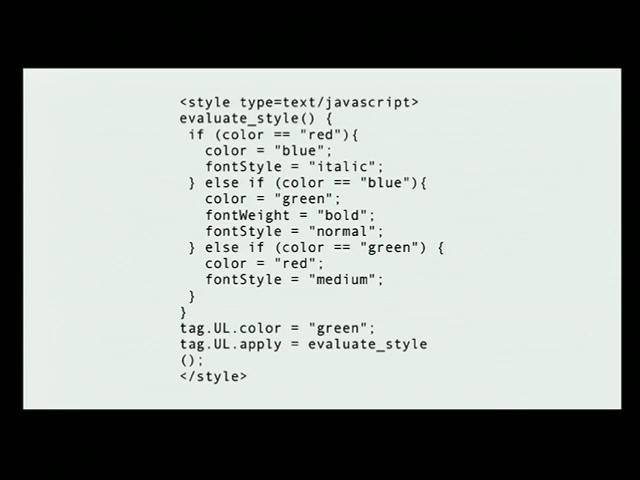 <style type=text/javascript>
evaluate_style() {
if (color == "red"){
color = "blue";
fontStyle = "italic";
} else if (color == "blue"){
color = "green";
fontWeight = "bold";
fontStyle = "normal";
} else if (color == "green") {
color = "red";
fontStyle = "medium";
}
}
tag.UL.color = "green";
tag.UL.apply = evaluate_style
();
</style>